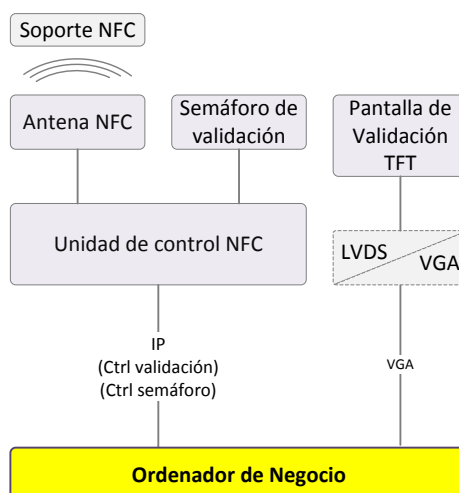 Soporte NFC
Antena NFC
Semáforo de
validación
Pantalla de
Validación
TFT
Unidad de control NFC
LVDS
VGA
IP
(Ctrl validación)
(Ctrl semáforo)
VGA
Ordenador de Negocio